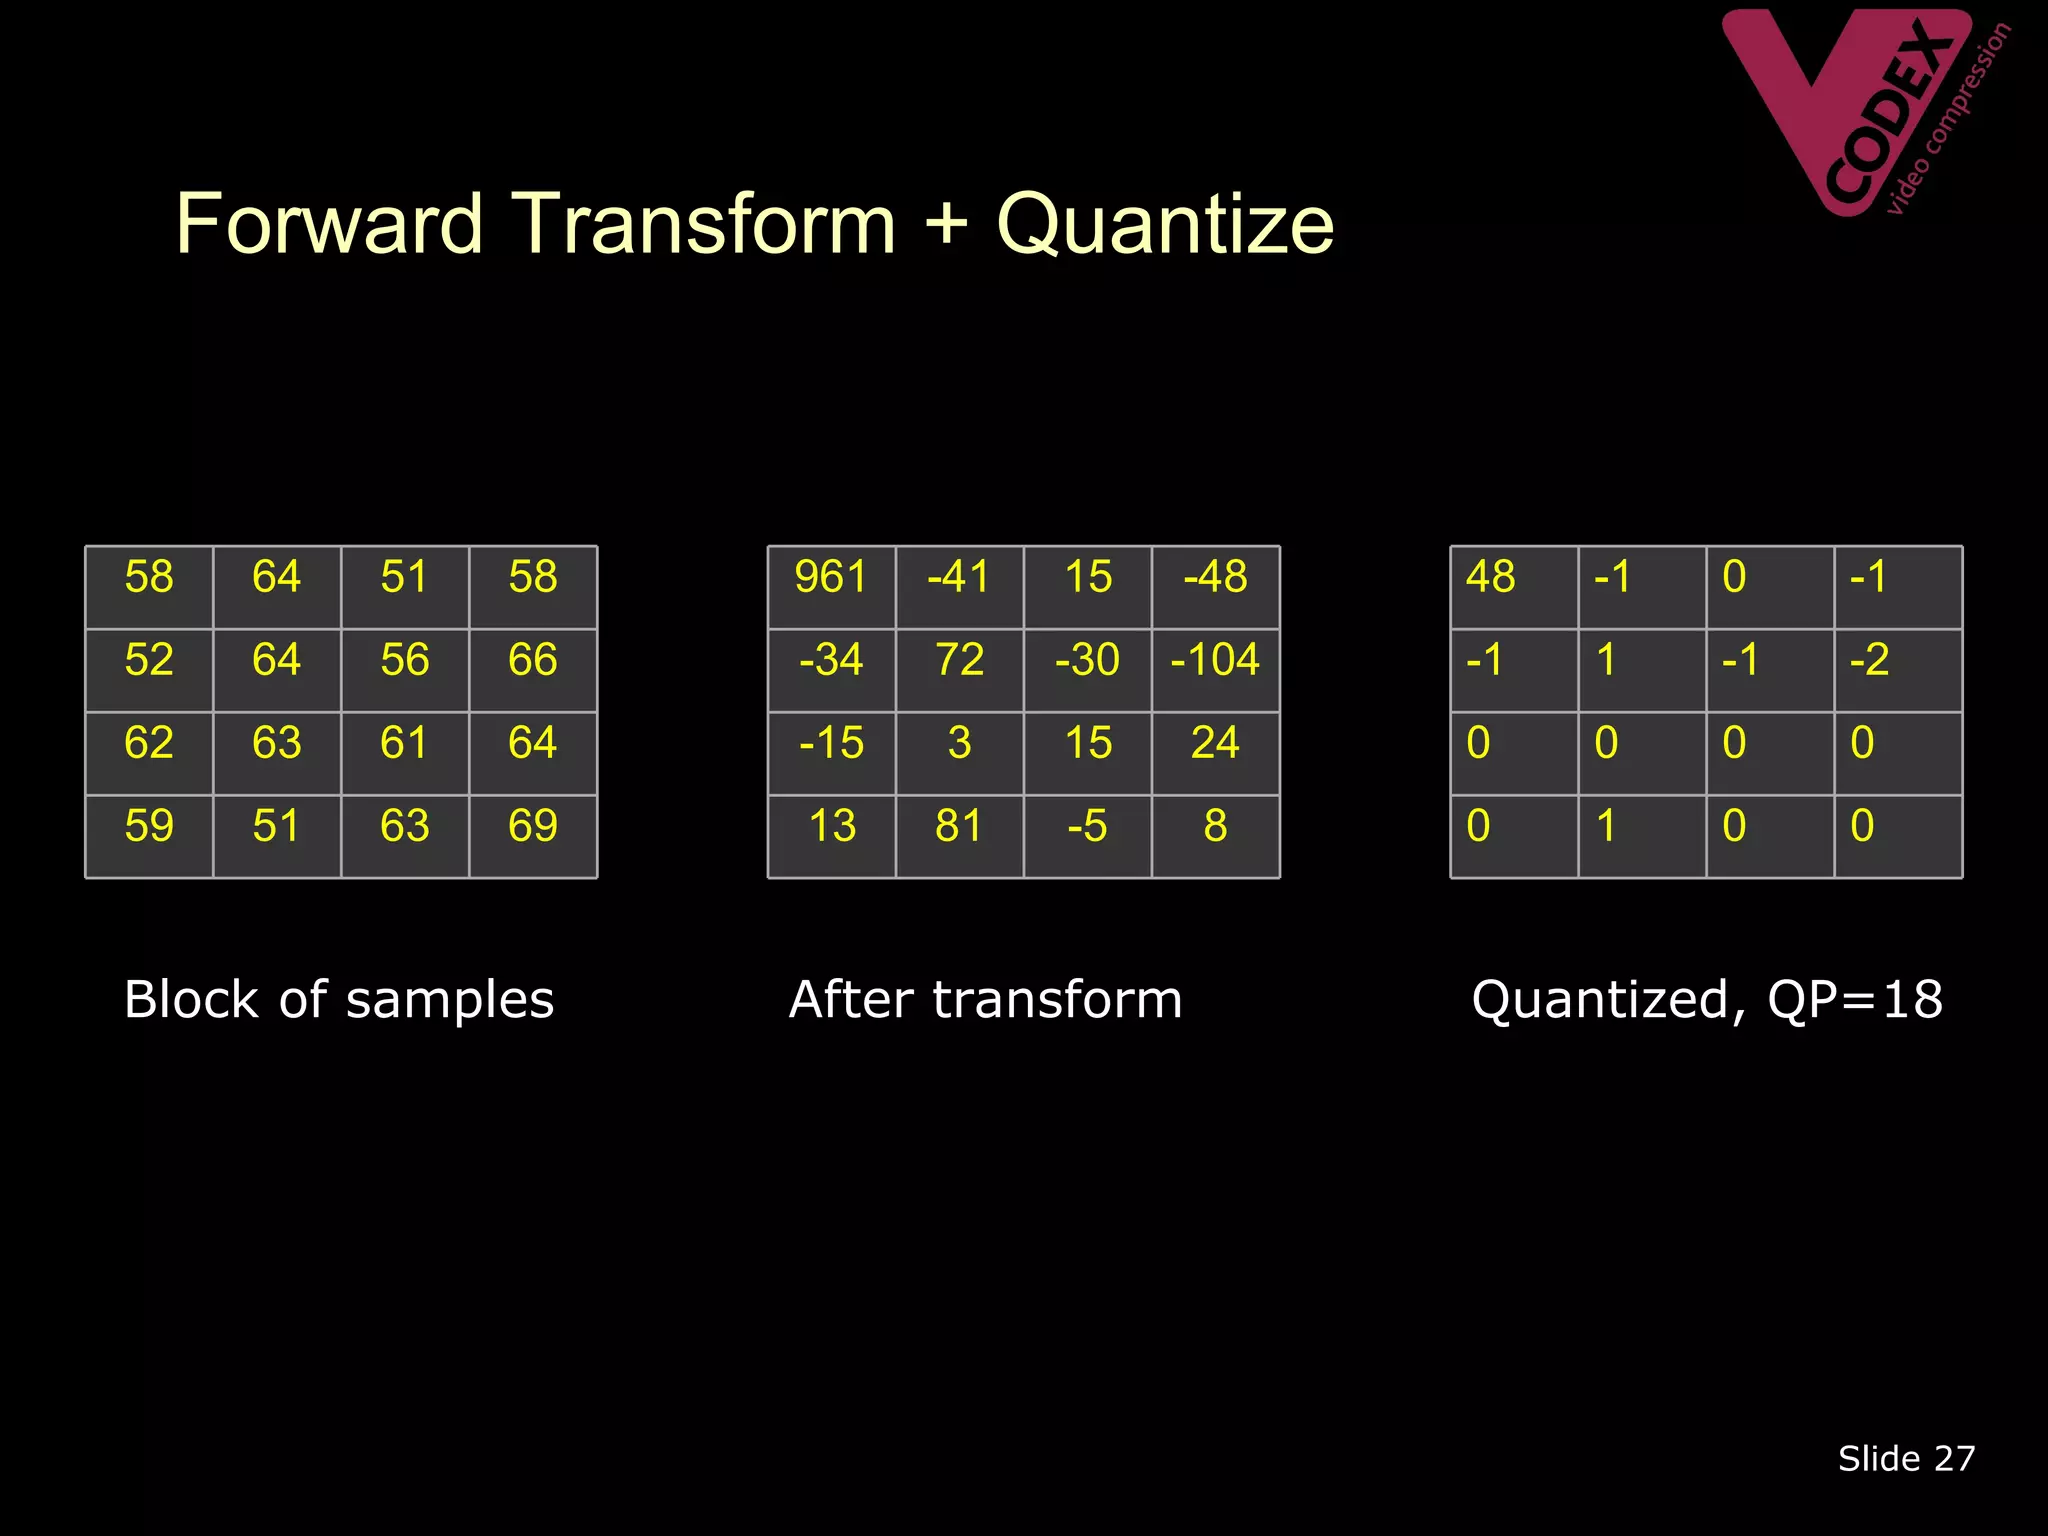 CODEX
video compression
Forward Transform + Quantize
58 64 51 58
52 64 56 66
62 63 61 64
59 51 63 69
961 -41 15 -48
-34 72 -30 -104
-15 3 15 24
13 81 -5 8
48 -1 0 -1
-1 1 -1 -2
0 0 0 0
0 1 0 0
Block of samples
After transform
Quantized, QP=18
Slide 27